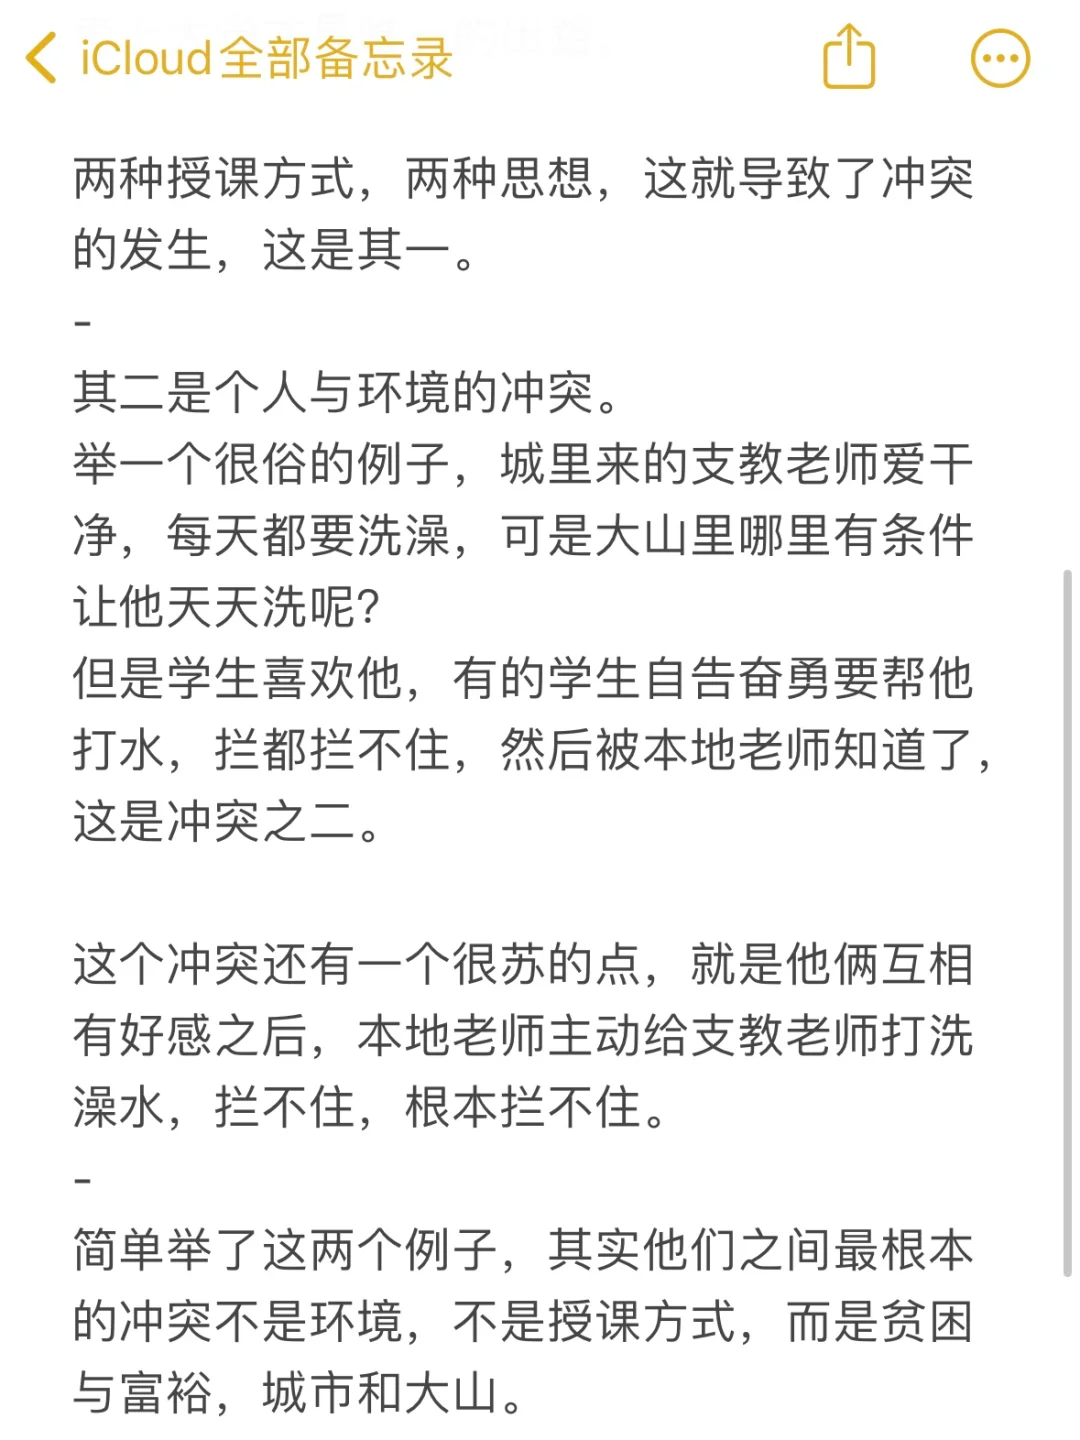 iCloud全部备忘录
两种授课方式，两种思想，这就导致了冲突
的发生，这是其一。
-
其二是个人与环境的冲突。
举一个很俗的例子，城里来的支教老师爱干
净，每天都要洗澡，可是大山里哪里有条件
让他天天洗呢？
但是学生喜欢他，有的学生自告奋勇要帮他
打水，拦都拦不住，然后被本地老师知道了，
这是冲突之二。
这个冲突还有一个很苏的点，就是他俩互相
有好感之后，本地老师主动给支教老师打洗
澡水，拦不住，根本拦不住。
-
简单举了这两个例子，其实他们之间最根本
的冲突不是环境，不是授课方式，而是贫困
与富裕，城市和大山。